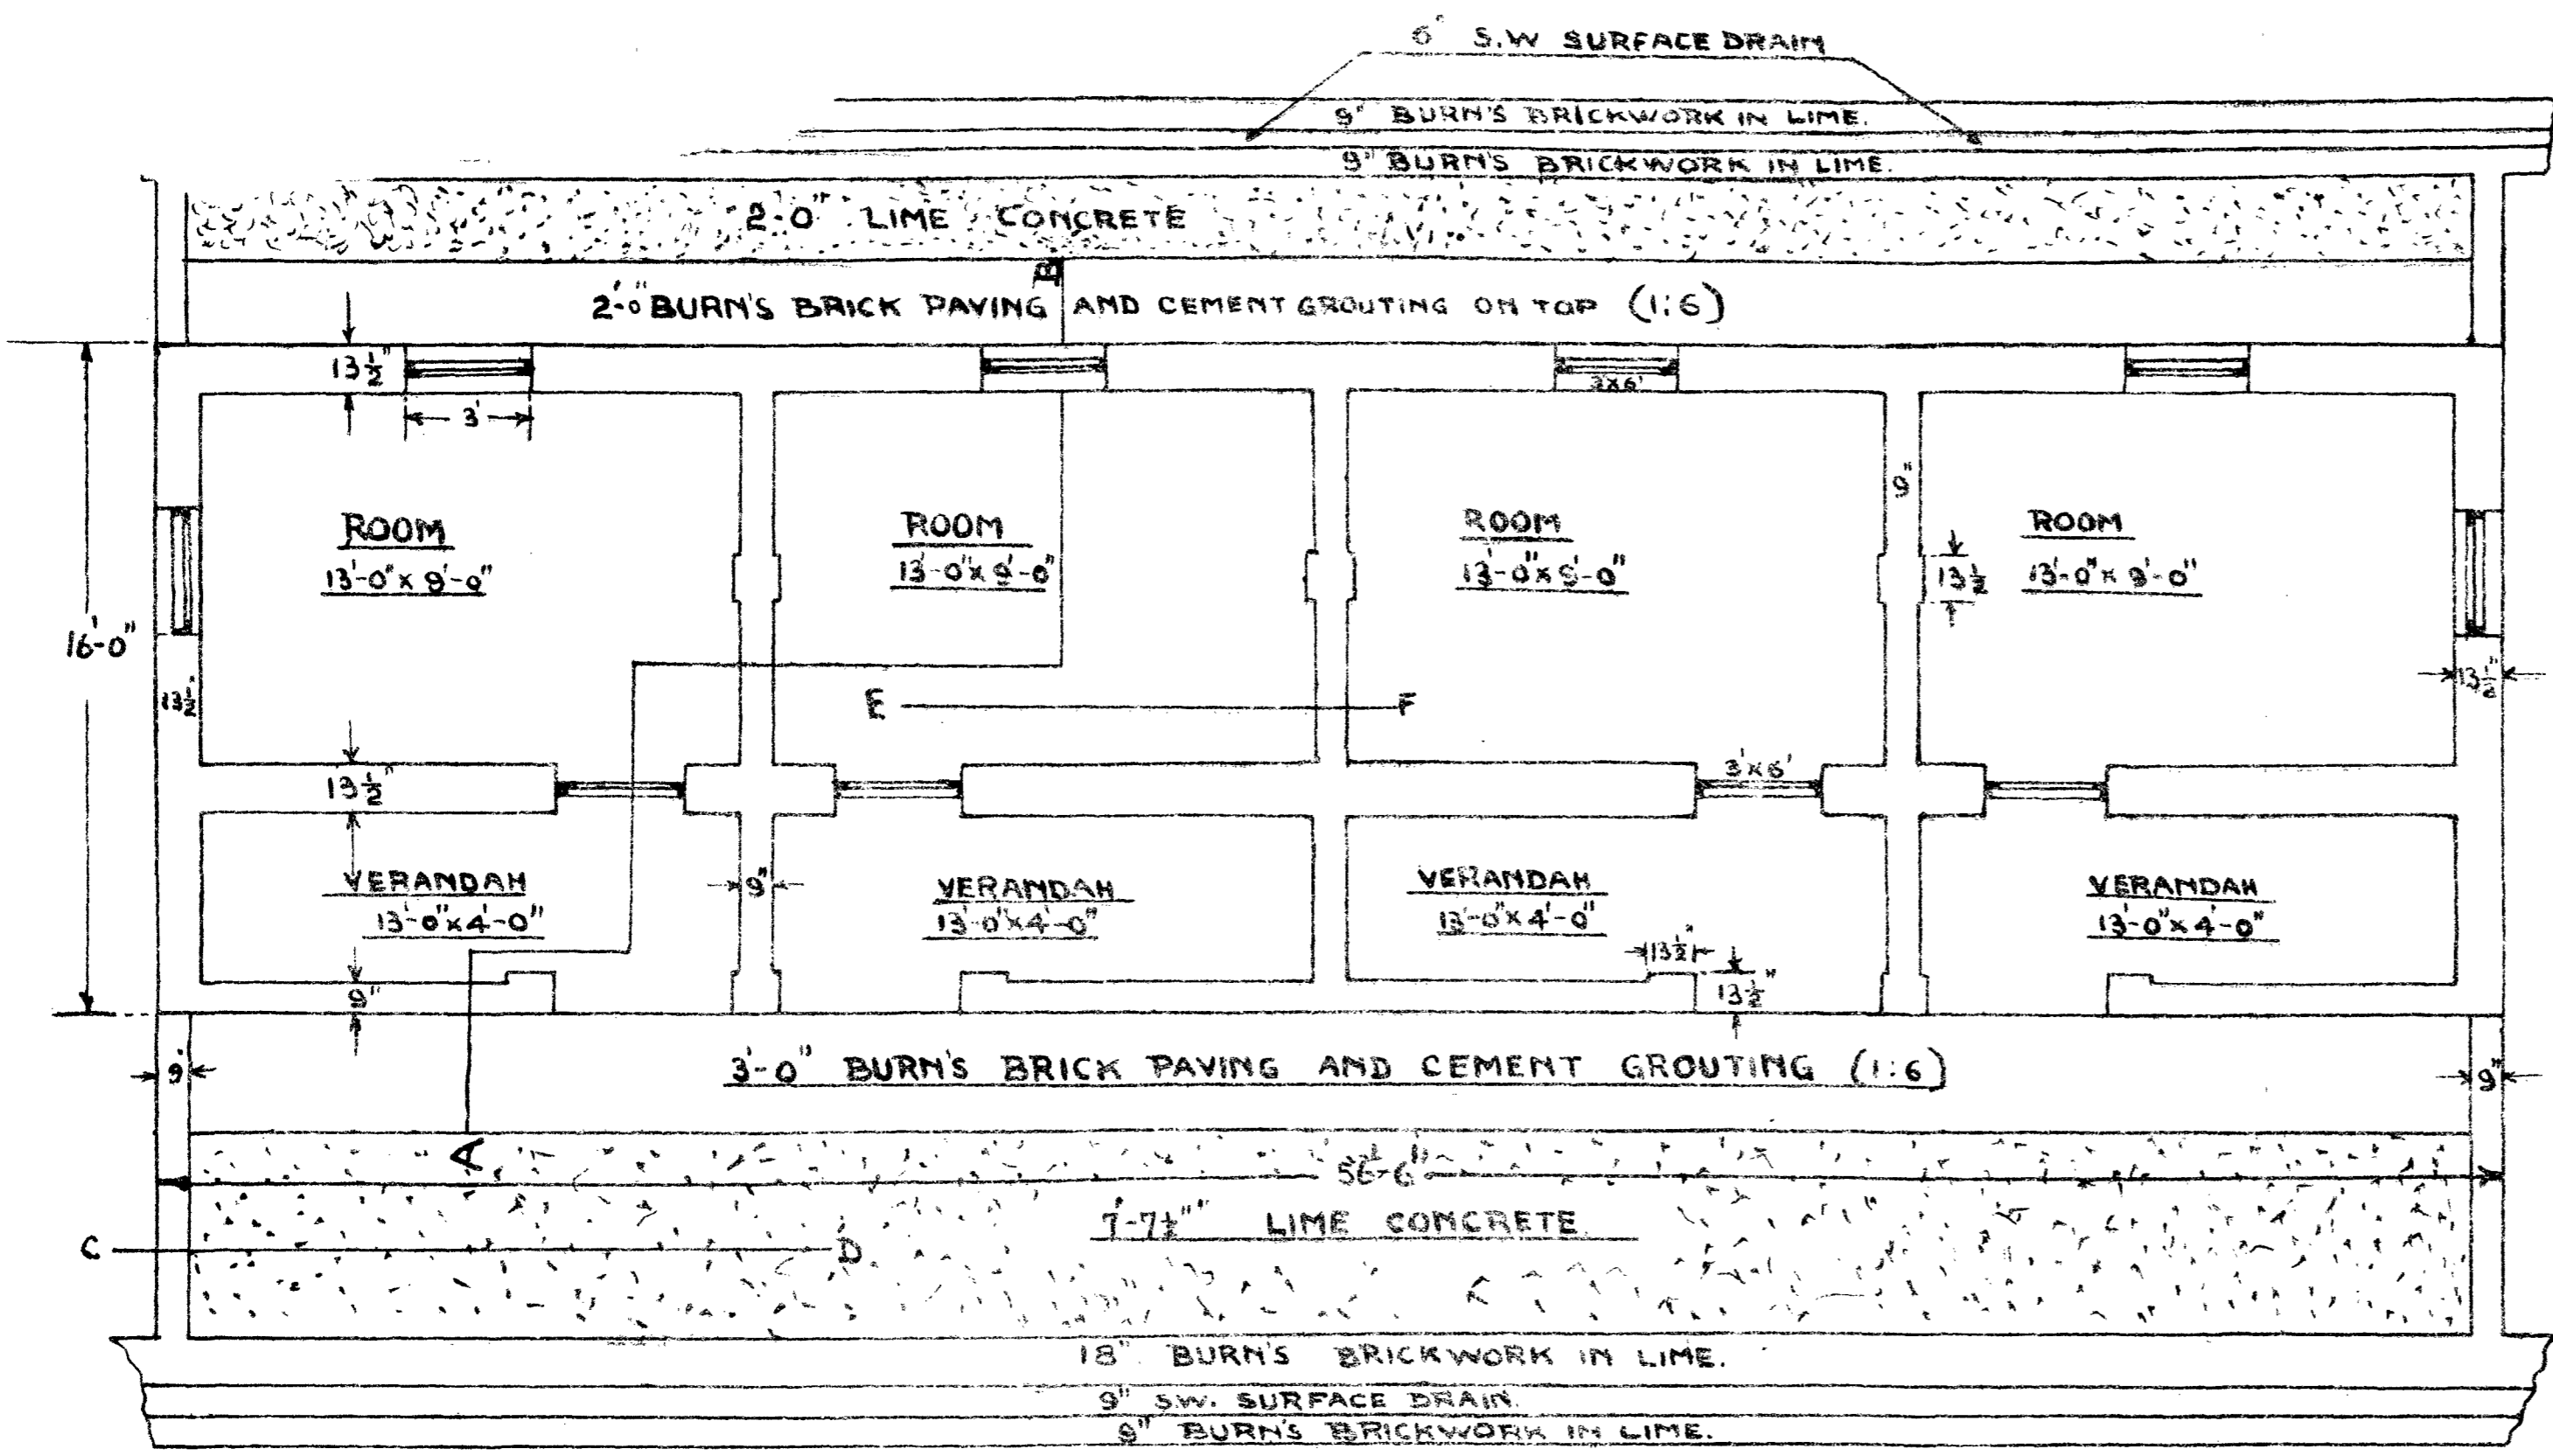 6" S.W SURFACE DRAIN
9" BURN'S BRICKWORK IN LIME.
9" BURN'S BRICKWORK IN LIME.
2'-0" LIME CONCRETE
B
2'-0" BURN'S BRICK PAVING AND CEMENT GROUTING ON TOP (1:6)
13½"
3'
3'X6'
16'-0"
9"
ROOM
13'-0" x 9'-0"
ROOM
13'-0" x 9'-0"
ROOM
13'-0" x 9'-0"
ROOM
13'-0" x 9'-0"
13½
13½
13½"
E F
13½"
3'X6'
VERANDAH
13'-0" x 4'-0"
9"
VERANDAH
13'-0" x 4'-0"
VERANDAH
13'-0" x 4'-0"
VERANDAH
13'-0" x 4'-0"
13½"
13½"
9"
9"
3'-0" BURN'S BRICK PAVING AND CEMENT GROUTING (1:6)
9"
A
56'-6"
7'-7½" LIME CONCRETE
C D
18" BURN'S BRICKWORK IN LIME.
9" S.W. SURFACE DRAIN.
9" BURN'S BRICKWORK IN LIME.